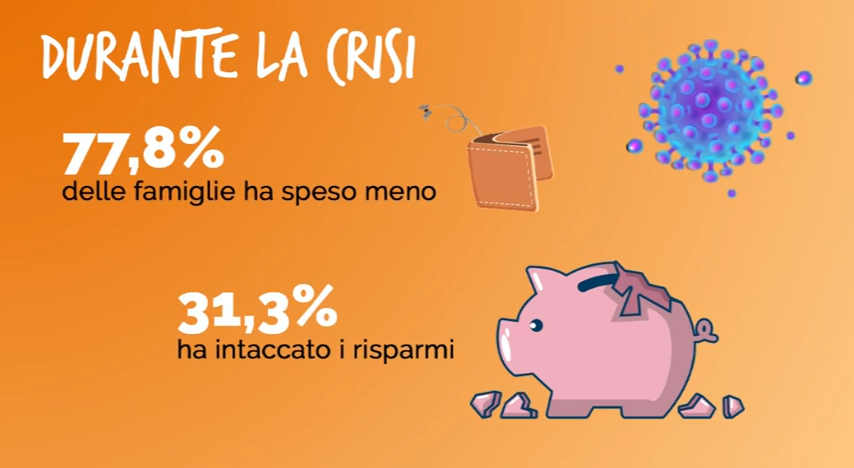 DURANTE LA CRISI
77,8%
delle famiglie ha speso meno
31,3%
ha intaccato i risparmi